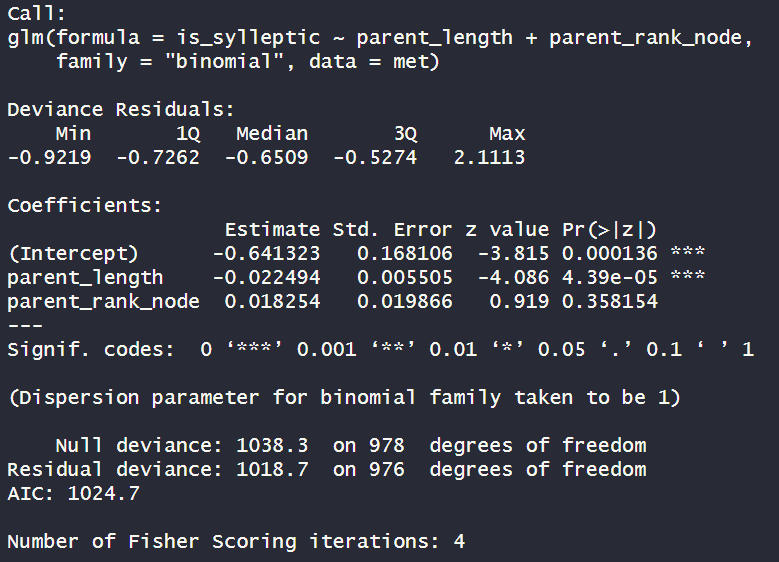 Call:
glm(formula = is_sylleptic ~ parent_length + parent_rank_node,
    family = "binomial", data = met)

Deviance Residuals:
    Min       1Q   Median       3Q      Max
-0.9219  -0.7262  -0.6509  -0.5274   2.1113

Coefficients:
                  Estimate Std. Error z value Pr(>|z|)
(Intercept)      -0.641323   0.168106  -3.815 0.000136 ***
parent_length    -0.022494   0.005505  -4.086 4.39e-05 ***
parent_rank_node  0.018254   0.019866   0.919 0.358154
---
Signif. codes:  0 ‘***’ 0.001 ‘**’ 0.01 ‘*’ 0.05 ‘.’ 0.1 ‘ ’ 1

(Dispersion parameter for binomial family taken to be 1)

    Null deviance: 1038.3  on 978  degrees of freedom
Residual deviance: 1018.7  on 976  degrees of freedom
AIC: 1024.7

Number of Fisher Scoring iterations: 4